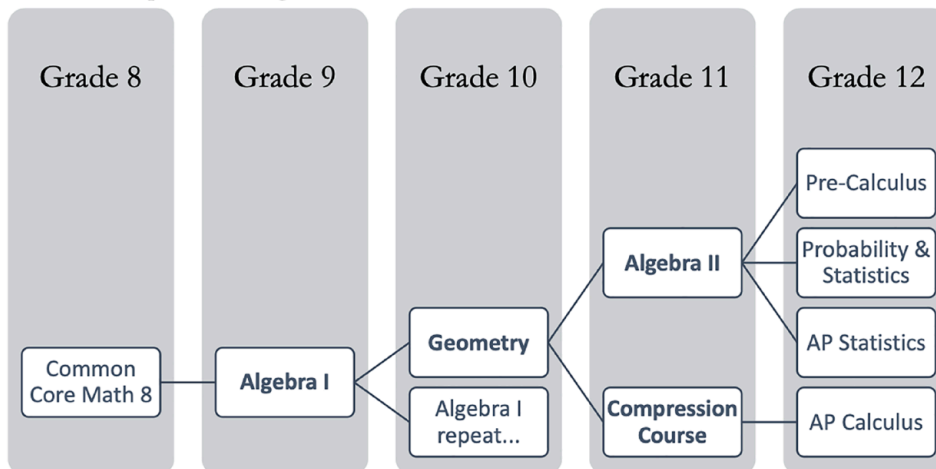 Grade 8
Grade 9
Grade 10
Grade 11
Grade 12
Common
Core Math 8
Algebra I
Geometry
Algebra I
repeat...
Algebra II
Compression
Course
Pre-Calculus
Probability &
Statistics
AP Statistics
AP Calculus